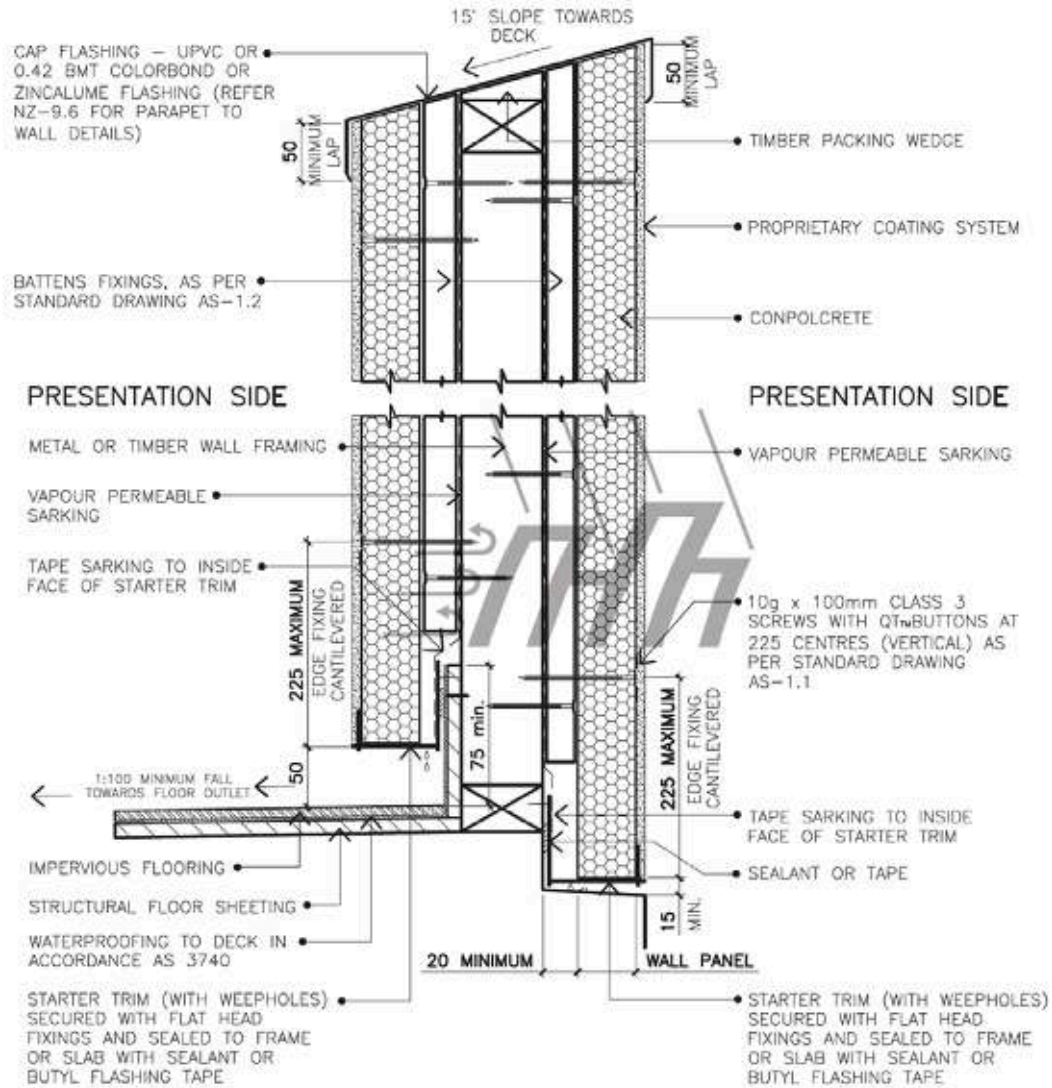 15° SLOPE TOWARDS
DECK
CAP FLASHING – UPVC OR
0.42 BMT COLORBOND OR
ZINCALUME FLASHING (REFER
NZ–9.6 FOR PARAPET TO
WALL DETAILS)
50
MINIMUM
LAP
50
MINIMUM
LAP
TIMBER PACKING WEDGE
PROPRIETARY COATING SYSTEM
BATTENS FIXINGS, AS PER
STANDARD DRAWING AS–1.2
CONPOLCRETE
PRESENTATION SIDE
PRESENTATION SIDE
METAL OR TIMBER WALL FRAMING
VAPOUR PERMEABLE SARKING
VAPOUR PERMEABLE
SARKING
TAPE SARKING TO INSIDE
FACE OF STARTER TRIM
225 MAXIMUM
EDGE FIXING
CANTILEVERED
10g x 100mm CLASS 3
SCREWS WITH QT™BUTTONS AT
225 CENTRES (VERTICAL) AS
PER STANDARD DRAWING
AS–1.1
75 min.
225 MAXIMUM
EDGE FIXING
CANTILEVERED
50
1:100 MINIMUM FALL
TOWARDS FLOOR OUTLET
TAPE SARKING TO INSIDE
FACE OF STARTER TRIM
IMPERVIOUS FLOORING
SEALANT OR TAPE
STRUCTURAL FLOOR SHEETING
15
MIN.
WATERPROOFING TO DECK IN
ACCORDANCE AS 3740
20 MINIMUM
WALL PANEL
STARTER TRIM (WITH WEEPHOLES)
SECURED WITH FLAT HEAD
FIXINGS AND SEALED TO FRAME
OR SLAB WITH SEALANT OR
BUTYL FLASHING TAPE
STARTER TRIM (WITH WEEPHOLES)
SECURED WITH FLAT HEAD
FIXINGS AND SEALED TO FRAME
OR SLAB WITH SEALANT OR
BUTYL FLASHING TAPE